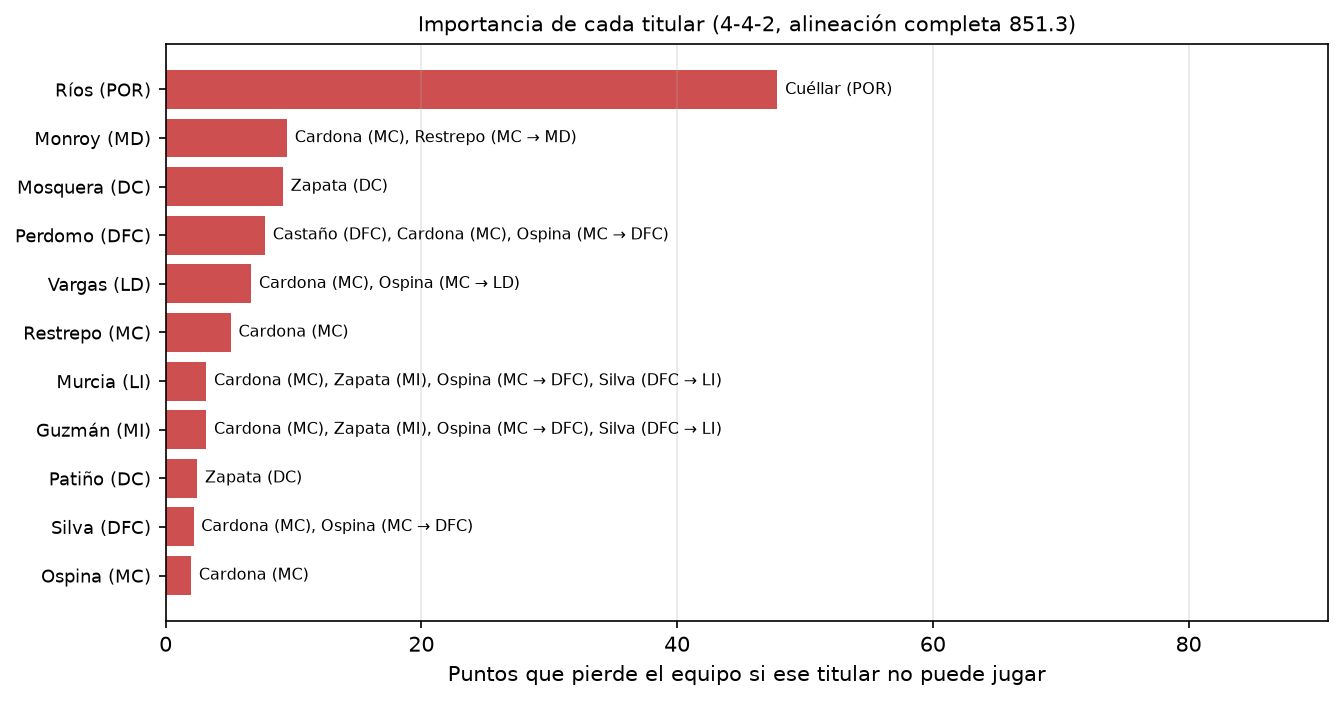 Importancia de cada titular (4-4-2, alineación completa 851.3)
Ríos (POR) Cuéllar (POR)
Monroy (MD) Cardona (MC), Restrepo (MC → MD)
Mosquera (DC) Zapata (DC)
Perdomo (DFC) Castaño (DFC), Cardona (MC), Ospina (MC → DFC)
Vargas (LD) Cardona (MC), Ospina (MC → LD)
Restrepo (MC) Cardona (MC)
Murcia (LI) Cardona (MC), Zapata (MI), Ospina (MC → DFC), Silva (DFC → LI)
Guzmán (MI) Cardona (MC), Zapata (MI), Ospina (MC → DFC), Silva (DFC → LI)
Patiño (DC) Zapata (DC)
Silva (DFC) Cardona (MC), Ospina (MC → DFC)
Ospina (MC) Cardona (MC)
0 20 40 60 80
Puntos que pierde el equipo si ese titular no puede jugar